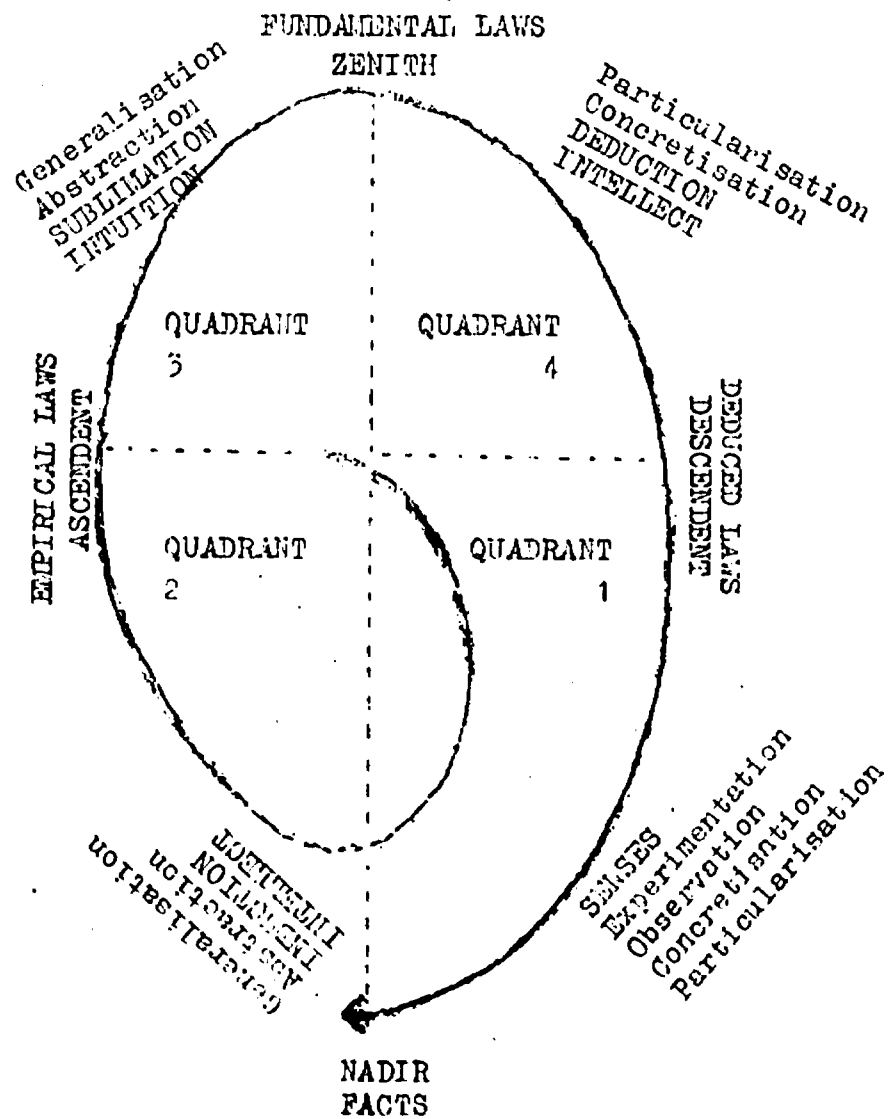 FUNDAMENTAL LAWS
ZENITH
Generalisation
Abstraction
SUBLIMATION
INTUITION
Particularisation
Concretisation
DEDUCTION
INTELLECT
QUADRANT
3
QUADRANT
4
EMPIRICAL LAWS
ASCENDENT
DEDUCED LAWS
DESCENDENT
QUADRANT
2
QUADRANT
1
Generalisation
Abstraction
INDUCTION
INTELLECT
SENSES
Experimentation
Observation
Concretisation
Particularisation
NADIR
FACTS